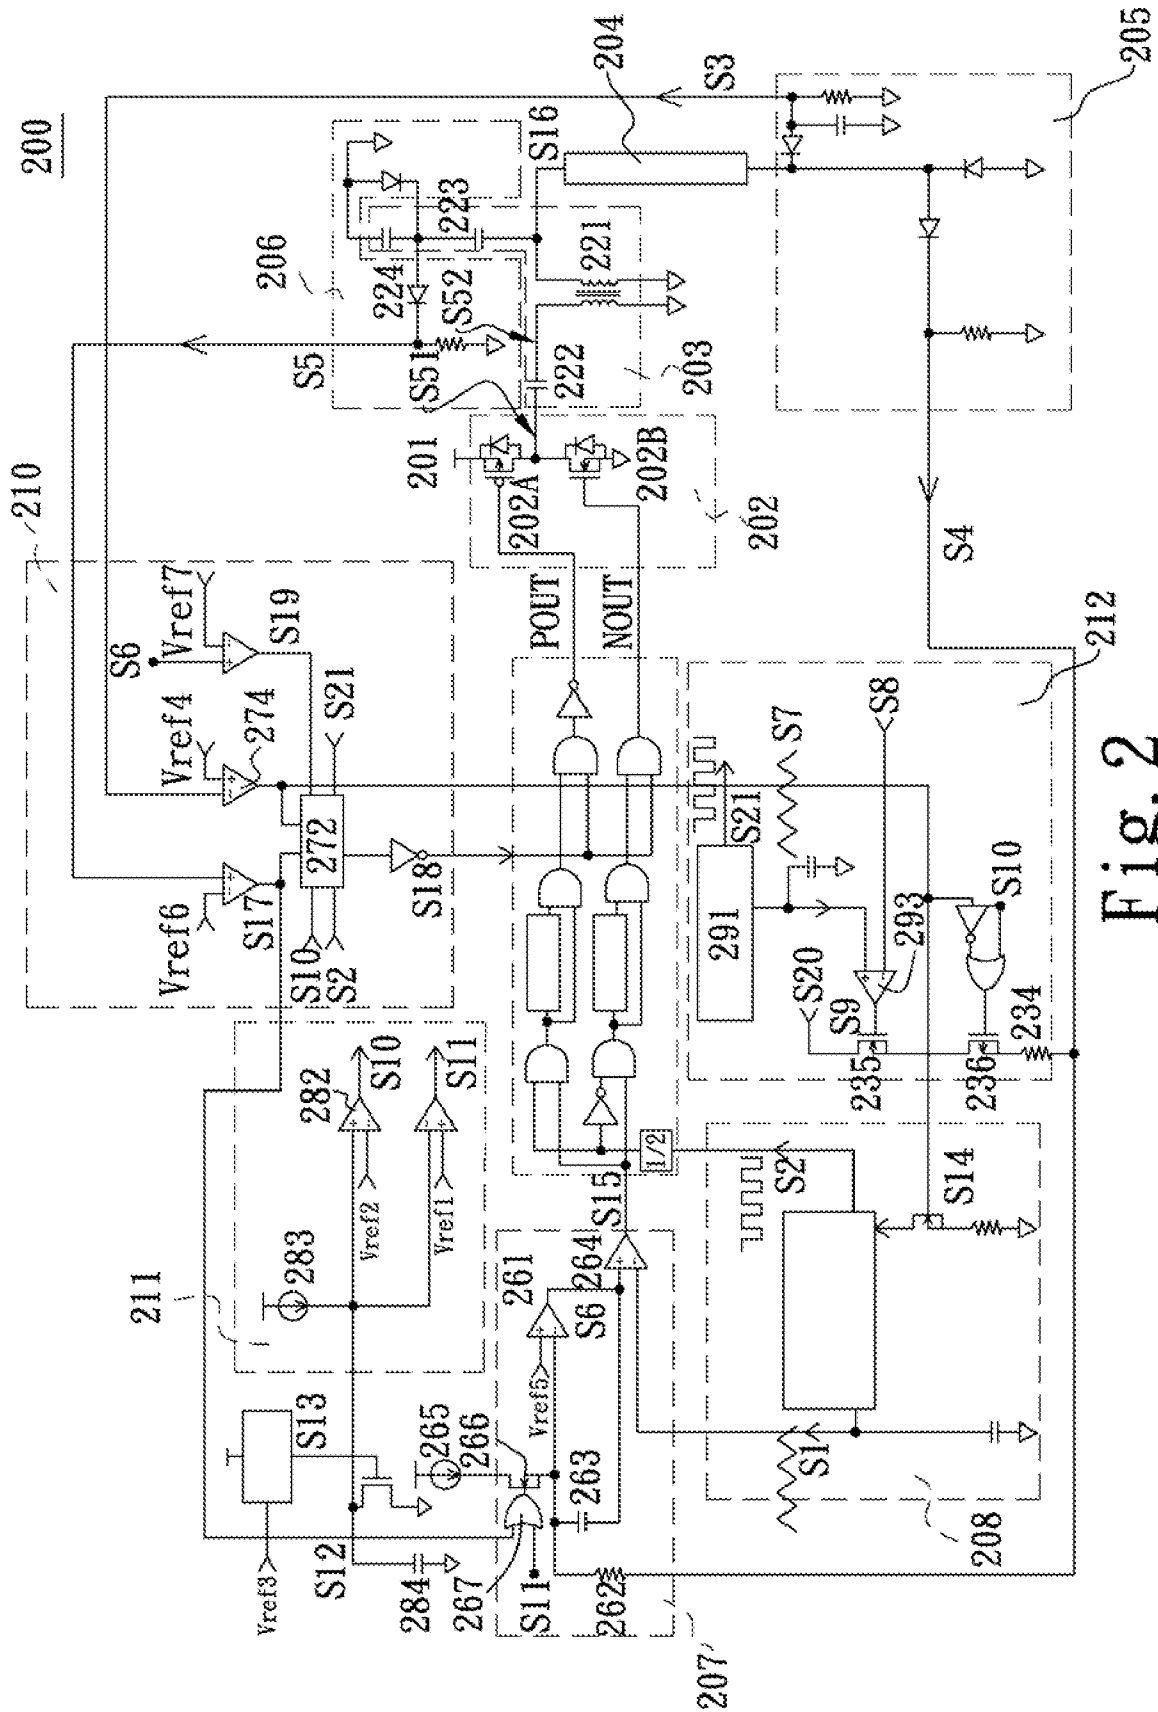 200
S3
204
205
S16
206
223
224
221
S5
S52
S51
222
203
201
202A
202B
202
S4
210
Vref7
S6
S19
Vref4
S21
274
Vref6
S17
272
S18
S10
S2
POUT
NOUT
212
S7
S8
S21
291
S20
S9
293
S10
235
236
234
211
282
S10
S11
283
Vref2
Vref1
1/2
S15
S2
S14
261
264
S6
Vref5
S13
265
266
263
S12
Vref3
284
267
S11
262
207
S1
208
Fig. 2